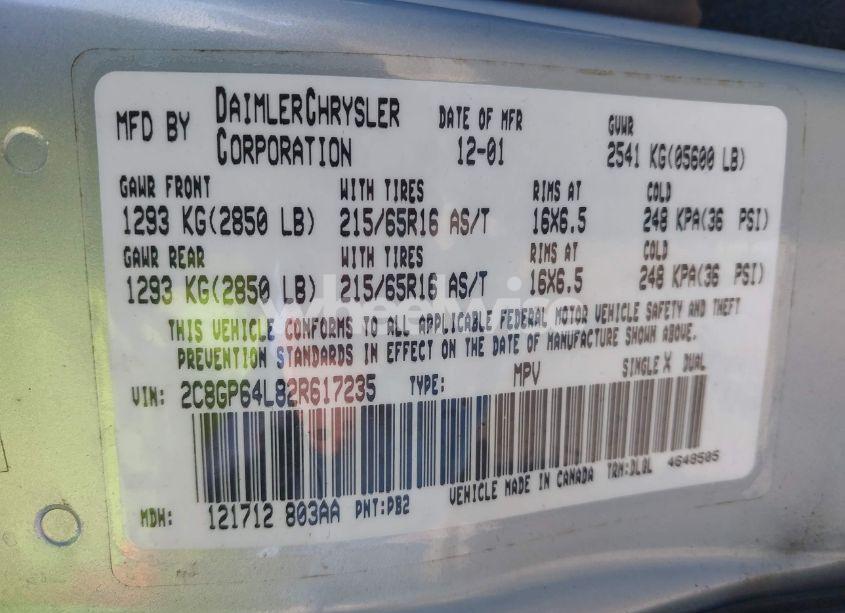 MFD BY DAIMLERCHRYSLER CORPORATION DATE OF MFR 12-01 GVWR 2541 KG(05600 LB)
GAWR FRONT WITH TIRES RIMS AT COLD
1293 KG(2850 LB) 215/65R16 AS/T 16X6.5 248 KPA(36 PSI)
GAWR REAR WITH TIRES RIMS AT COLD
1293 KG(2850 LB) 215/65R16 AS/T 16X6.5 248 KPA(36 PSI)
THIS VEHICLE CONFORMS TO ALL APPLICABLE FEDERAL MOTOR VEHICLE SAFETY AND THEFT
PREVENTION STANDARDS IN EFFECT ON THE DATE OF MANUFACTURE SHOWN ABOVE.
VIN: 2C8GP64L82R617235 TYPE: MPV SINGLE X DUAL
VEHICLE MADE IN CANADA TRM:DLQL 4648505
MDH: 121712 803AA PNT:PB2
wheelwise